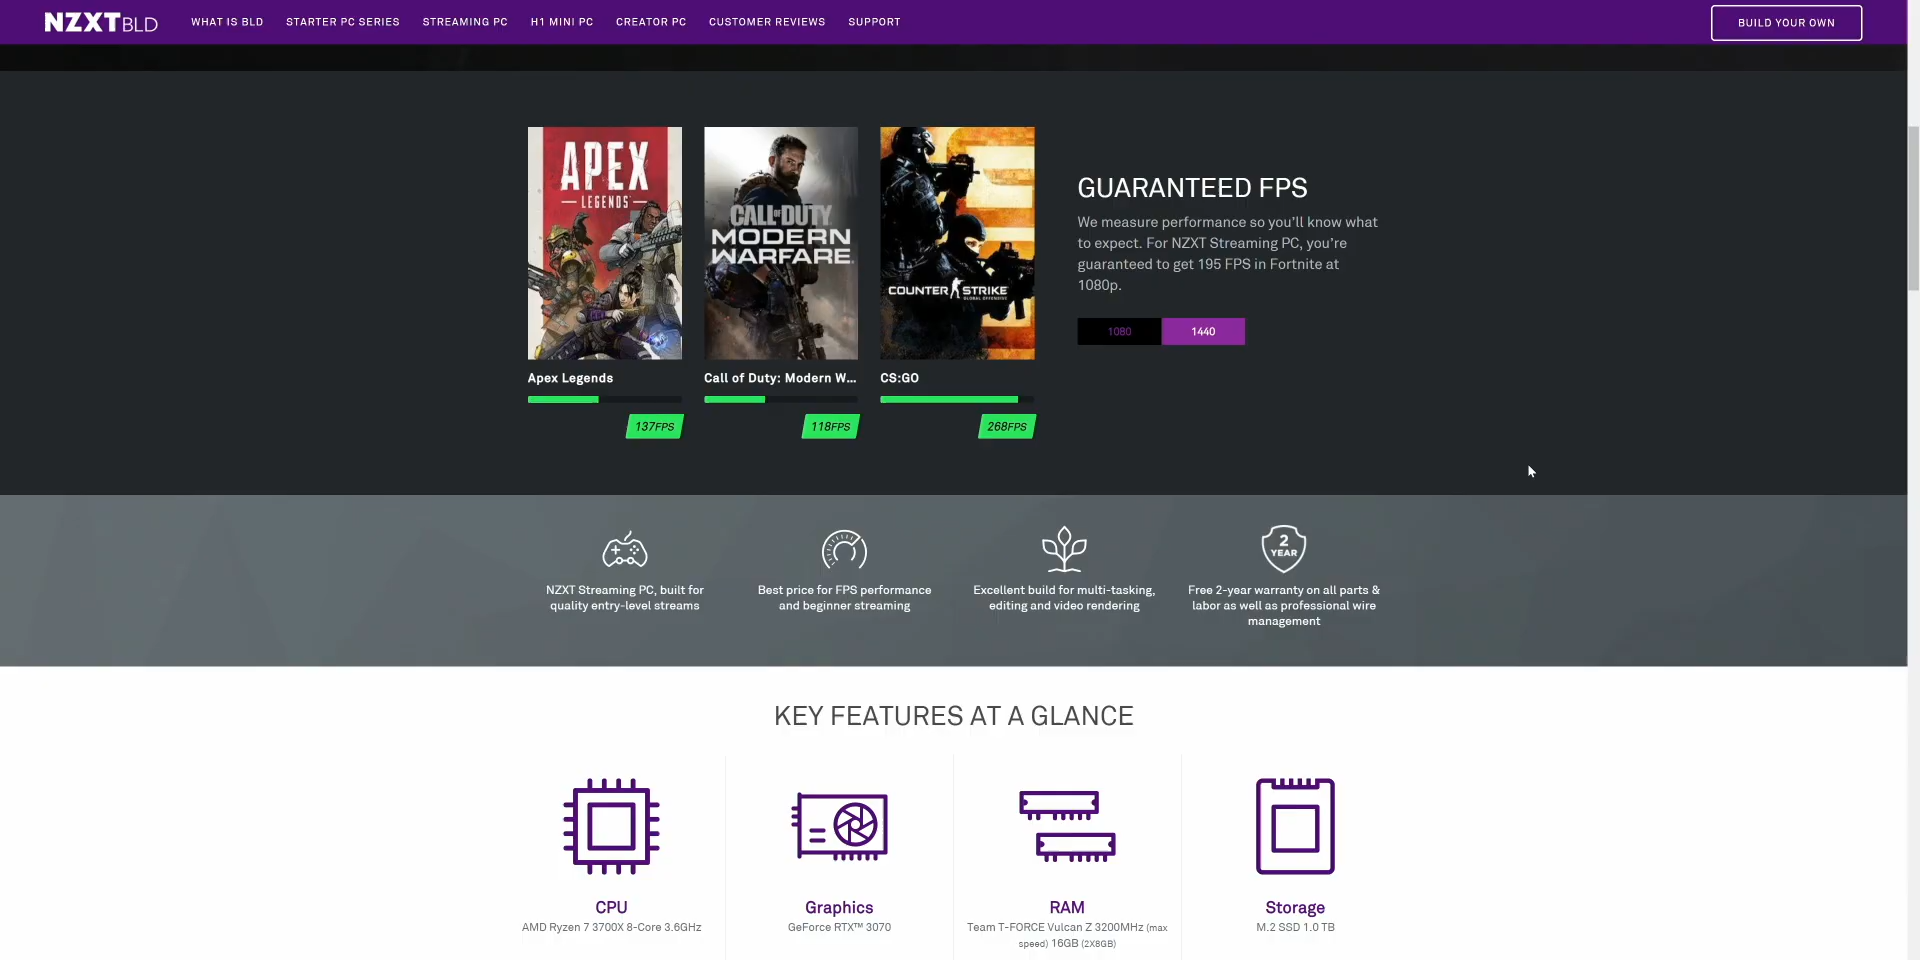 NZXT BLD
WHAT IS BLD
STARTER PC SERIES
STREAMING PC
H1 MINI PC
CREATOR PC
CUSTOMER REVIEWS
SUPPORT
BUILD YOUR OWN
APEX
LEGENDS
CALL OF DUTY
MODERN
WARFARE
COUNTER STRIKE
GLOBAL OFFENSIVE
Apex Legends
137FPS
Call of Duty: Modern W...
118FPS
CS:GO
268FPS
GUARANTEED FPS
We measure performance so you'll know what
to expect. For NZXT Streaming PC, you're
guaranteed to get 195 FPS in Fortnite at
1080p.
1080
1440
NZXT Streaming PC, built for
quality entry-level streams
Best price for FPS performance
and beginner streaming
Excellent build for multi-tasking,
editing and video rendering
2
YEAR
Free 2-year warranty on all parts &
labor as well as professional wire
management
KEY FEATURES AT A GLANCE
CPU
AMD Ryzen 7 3700X 8-Core 3.6GHz
Graphics
GeForce RTX™ 3070
RAM
Team T-FORCE Vulcan Z 3200MHz (max
speed) 16GB (2X8GB)
Storage
M.2 SSD 1.0 TB